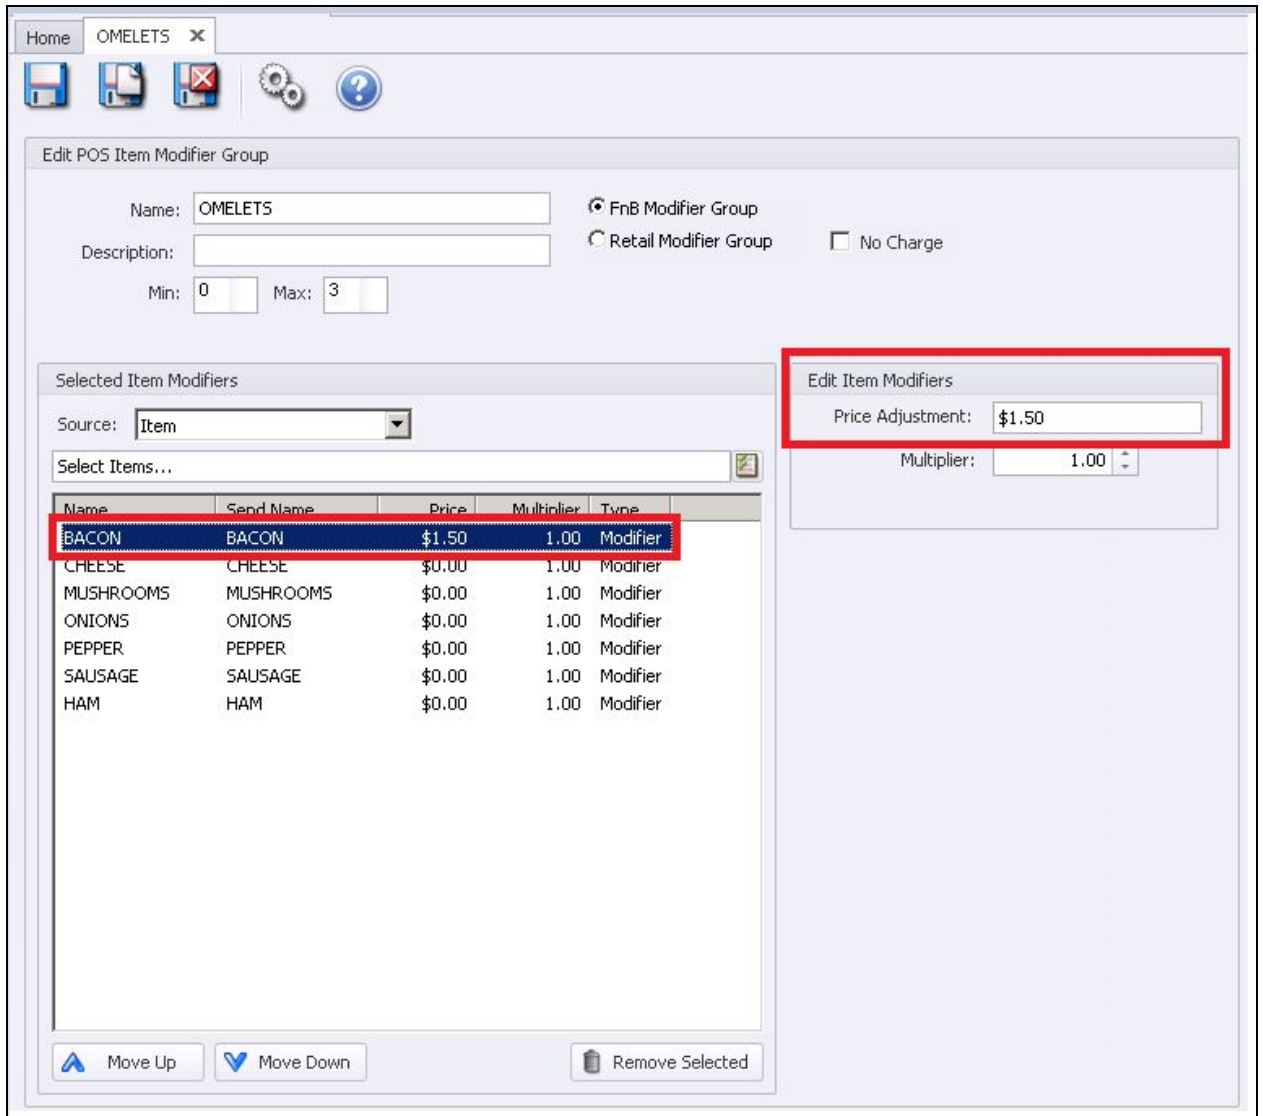 Home OMELETS
Edit POS Item Modifier Group
Name: OMELETS FnB Modifier Group
Retail Modifier Group No Charge
Description:
Min: 0 Max: 3
Selected Item Modifiers Edit Item Modifiers
Source: Item Price Adjustment: $1.50
Select Items... Multiplier: 1.00
Name Send Name Price Multiplier Type
BACON BACON $1.50 1.00 Modifier
CHEESE CHEESE $0.00 1.00 Modifier
MUSHROOMS MUSHROOMS $0.00 1.00 Modifier
ONIONS ONIONS $0.00 1.00 Modifier
PEPPER PEPPER $0.00 1.00 Modifier
SAUSAGE SAUSAGE $0.00 1.00 Modifier
HAM HAM $0.00 1.00 Modifier
Move Up Move Down Remove Selected